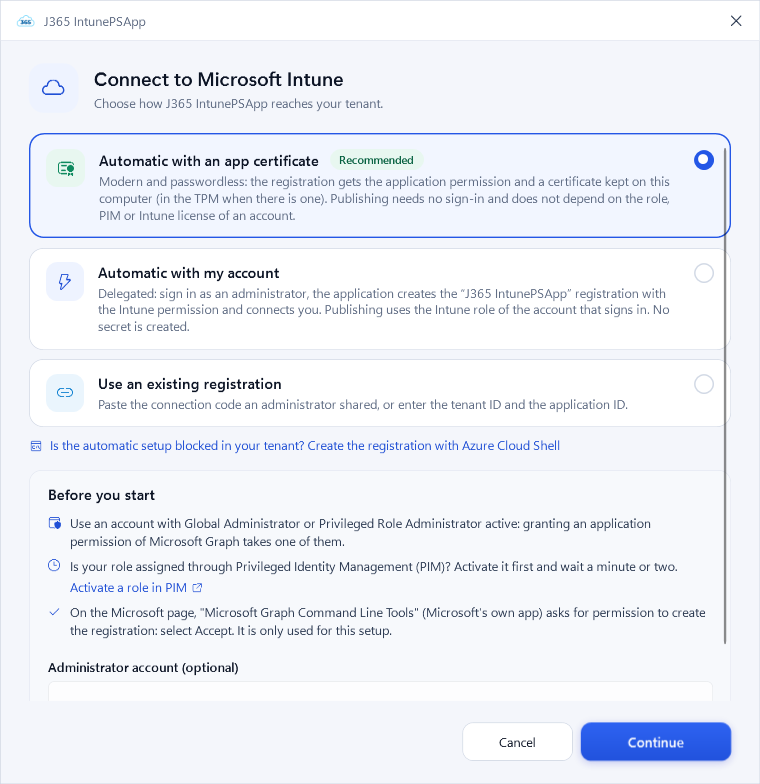 365
J365 IntunePSApp
Connect to Microsoft Intune
Choose how J365 IntunePSApp reaches your tenant.
Automatic with an app certificate
Recommended
Modern and passwordless: the registration gets the application permission and a certificate kept on this
computer (in the TPM when there is one). Publishing needs no sign-in and does not depend on the role,
PIM or Intune license of an account.
Automatic with my account
Delegated: sign in as an administrator, the application creates the “J365 IntunePSApp” registration with
the Intune permission and connects you. Publishing uses the Intune role of the account that signs in. No
secret is created.
Use an existing registration
Paste the connection code an administrator shared, or enter the tenant ID and the application ID.
Is the automatic setup blocked in your tenant? Create the registration with Azure Cloud Shell
Before you start
Use an account with Global Administrator or Privileged Role Administrator active: granting an application
permission of Microsoft Graph takes one of them.
Is your role assigned through Privileged Identity Management (PIM)? Activate it first and wait a minute or two.
Activate a role in PIM
On the Microsoft page, "Microsoft Graph Command Line Tools" (Microsoft's own app) asks for permission to create
the registration: select Accept. It is only used for this setup.
Administrator account (optional)
Cancel
Continue